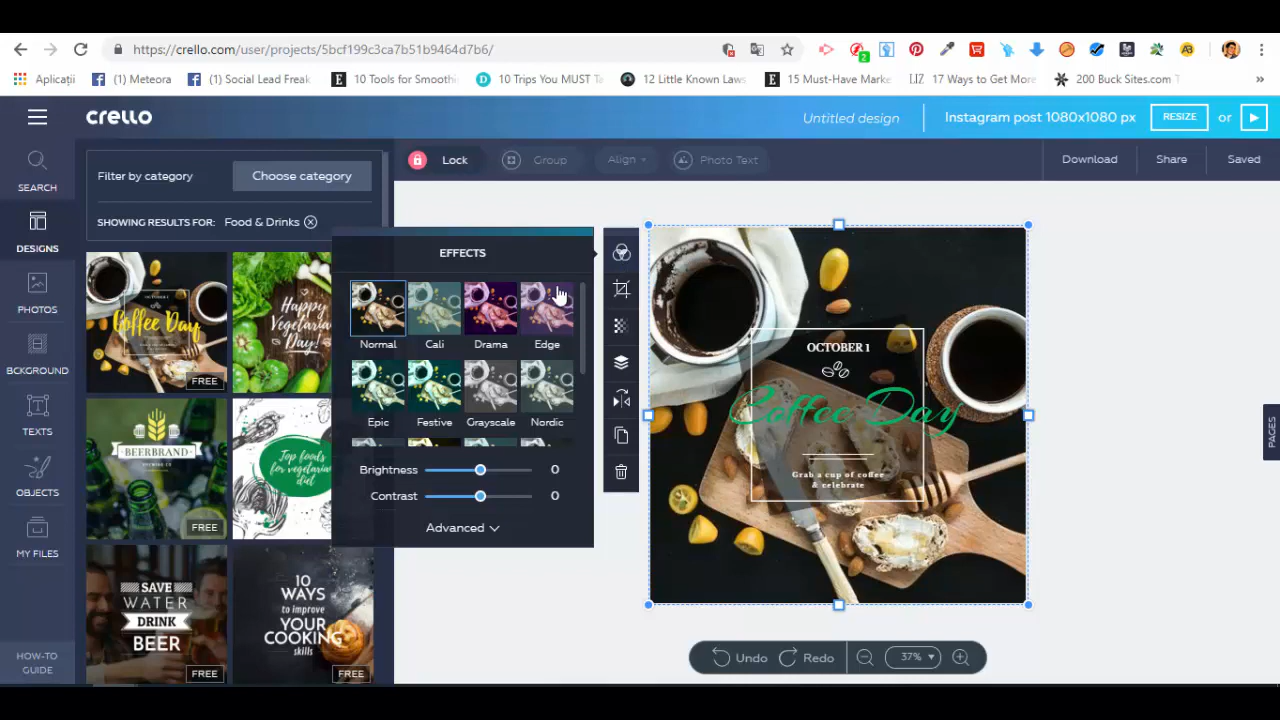 https://crello.com/user/projects/5bcf199c3ca7b51b9464d7b6/
2
AB
Aplicații
(1) Meteora
(1) Social Lead Freak
10 Tools for Smoothi
10 Trips You MUST Ta
12 Little Known Laws
15 Must-Have Marke
17 Ways to Get More
200 Buck Sites.com T
»
crello
Untitled design
Instagram post 1080x1080 px
RESIZE
or
SEARCH
DESIGNS
PHOTOS
BCKGROUND
TEXTS
OBJECTS
MY FILES
HOW-TO
GUIDE
Filter by category
Choose category
SHOWING RESULTS FOR:
Food & Drinks
Lock
Group
Align
Photo Text
Download
Share
Saved
Coffee Day
FREE
Happy
Vegetarian
Day!
BEERBRAND
FREE
Top foods
for vegetarian
diet
SAVE
WATER
DRINK
BEER
FREE
10
WAYS
to improve
YOUR
COOKING
skills
FREE
EFFECTS
Normal
Cali
Drama
Edge
Epic
Festive
Grayscale
Nordic
Brightness
0
Contrast
0
Advanced
OCTOBER 1
Coffee Day
Grab a cup of coffee
& celebrate
PAGES
Undo
Redo
37%